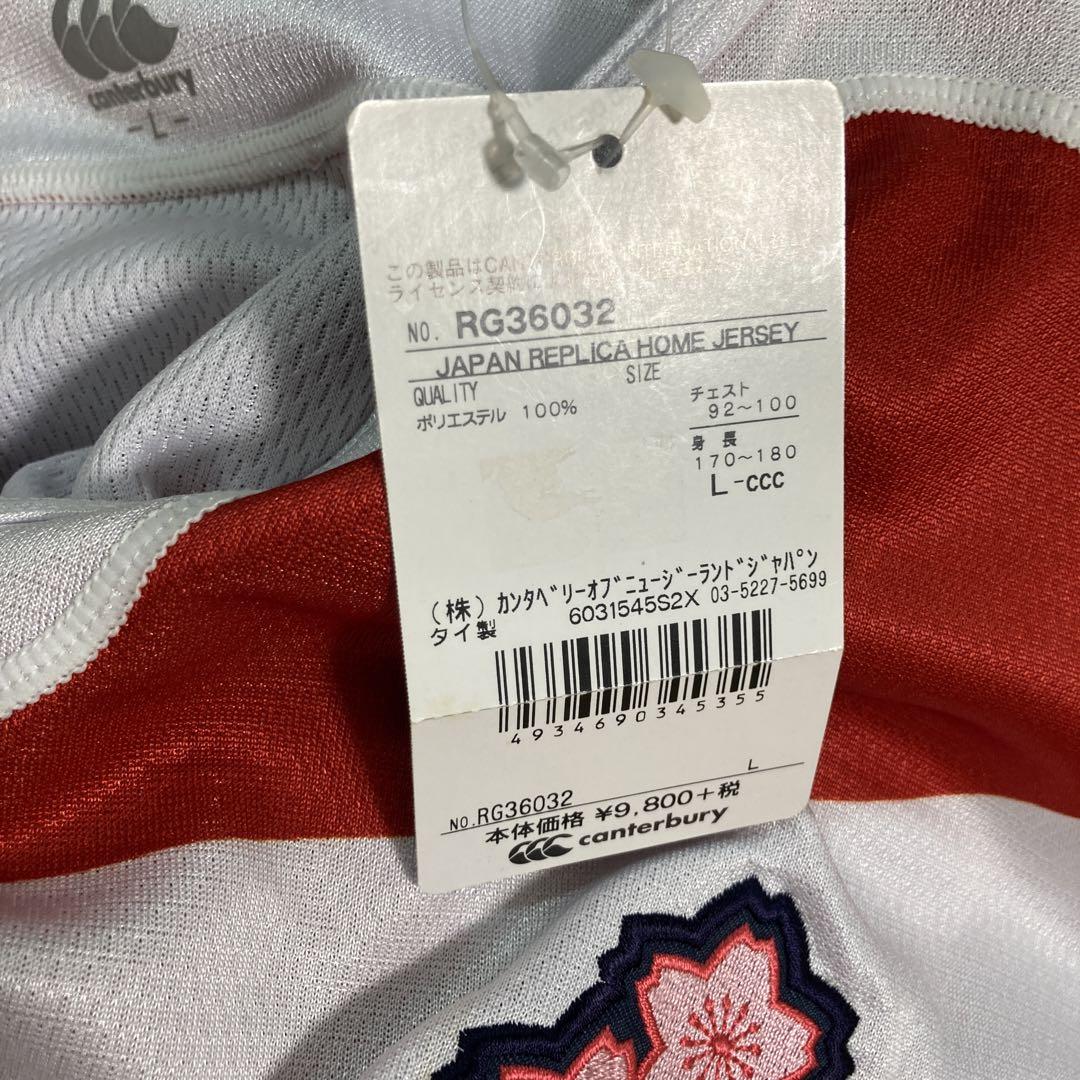 canterbury
- L -
この製品はCAN INTERNATIONAL
ライセンス契約
NO. RG36032
JAPAN REPLICA HOME JERSEY
QUALITY SIZE
ポリエステル 100%
チェスト
92~100
身 長
170~180
L-CCC
(株) カンタベリーオブニュージーランドジャパン
タイ製 6031545S2X 03-5227-5699
4934690345355
L
NO.RG36032
本体価格 ¥9,800+税
canterbury